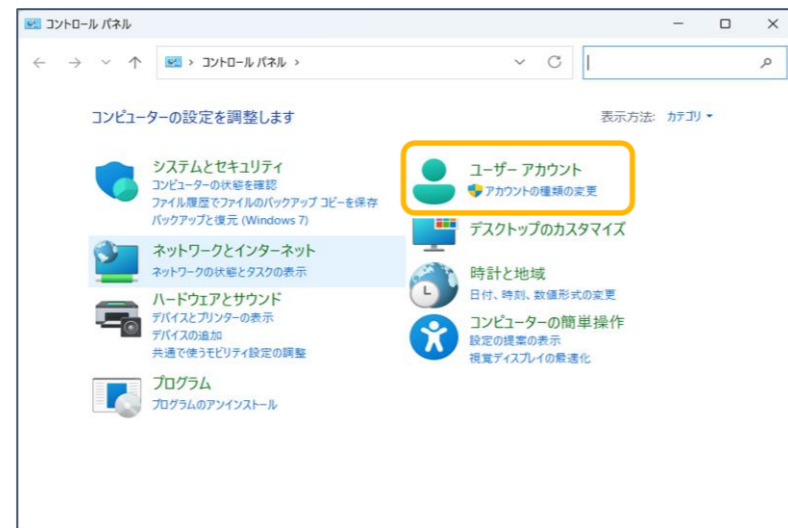 コントロール パネル
コントロール パネル
コンピューターの設定を調整します
表示方法: カテゴリ
システムとセキュリティ
コンピューターの状態を確認
ファイル履歴でファイルのバックアップ コピーを保存
バックアップと復元 (Windows 7)
ネットワークとインターネット
ネットワークの状態とタスクの表示
ハードウェアとサウンド
デバイスとプリンターの表示
デバイスの追加
共通で使うモビリティ設定の調整
プログラム
プログラムのアンインストール
ユーザー アカウント
アカウントの種類の変更
デスクトップのカスタマイズ
時計と地域
日付、時刻、数値形式の変更
コンピューターの簡単操作
設定の提案の表示
視覚ディスプレイの最適化